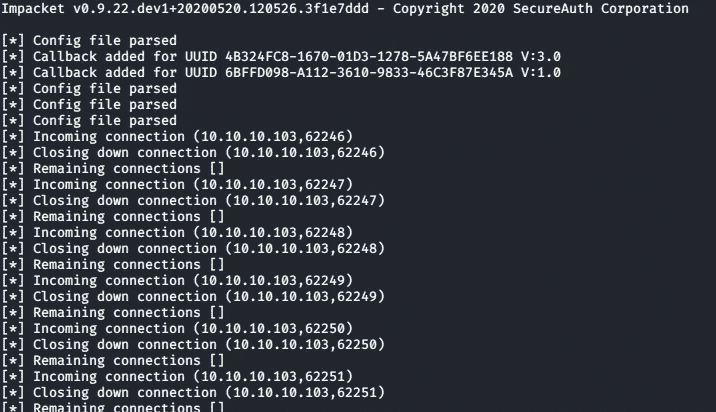 Impacket v0.9.22.dev1+20200520.120526.3f1e7ddd - Copyright 2020 SecureAuth Corporation
[*] Config file parsed
[*] Callback added for UUID 4B324FC8-1670-01D3-1278-5A47BF6EE188 V:3.0
[*] Callback added for UUID 6BFFD098-A112-3610-9833-46C3F87E345A V:1.0
[*] Config file parsed
[*] Config file parsed
[*] Config file parsed
[*] Incoming connection (10.10.10.103,62246)
[*] Closing down connection (10.10.10.103,62246)
[*] Remaining connections []
[*] Incoming connection (10.10.10.103,62247)
[*] Closing down connection (10.10.10.103,62247)
[*] Remaining connections []
[*] Incoming connection (10.10.10.103,62248)
[*] Closing down connection (10.10.10.103,62248)
[*] Remaining connections []
[*] Incoming connection (10.10.10.103,62249)
[*] Closing down connection (10.10.10.103,62249)
[*] Remaining connections []
[*] Incoming connection (10.10.10.103,62250)
[*] Closing down connection (10.10.10.103,62250)
[*] Remaining connections []
[*] Incoming connection (10.10.10.103,62251)
[*] Closing down connection (10.10.10.103,62251)
[*] Remaining connections []